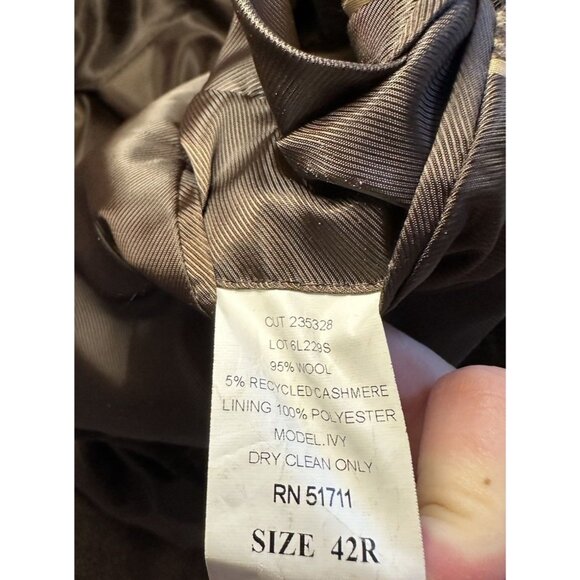 CUT 235328
LOT 6L229S
95% WOOL
5% RECYCLED CASHMERE
LINING 100% POLYESTER
MODEL.IVY
DRY CLEAN ONLY
RN 51711
SIZE 42R